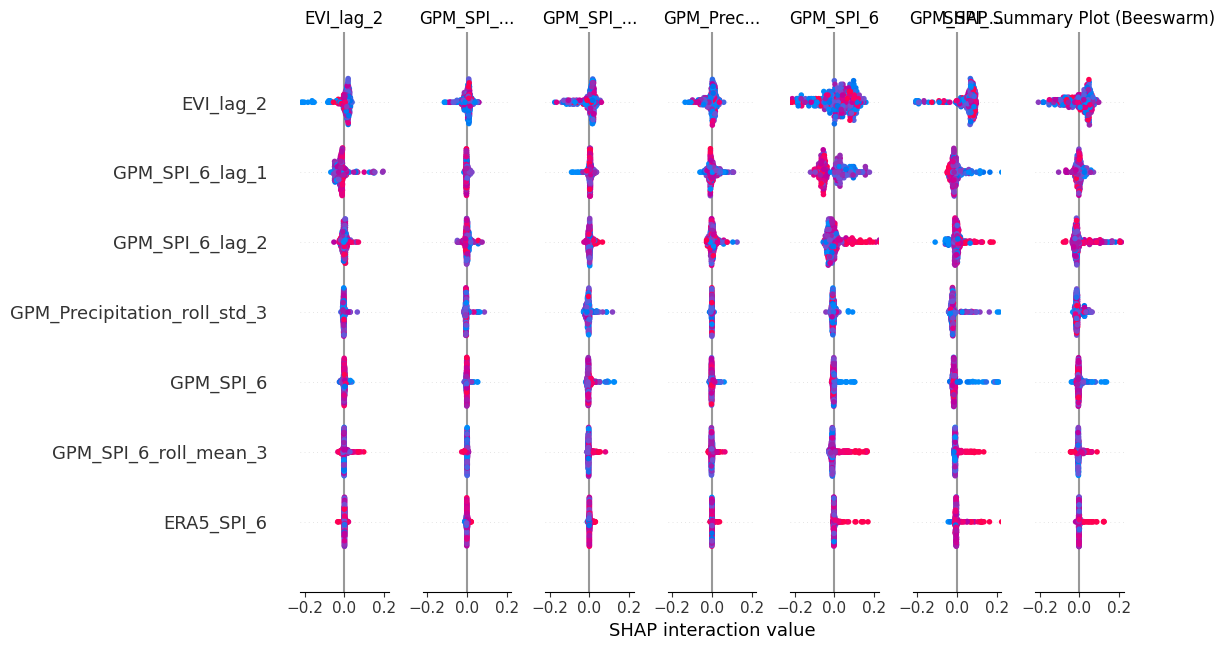 EVI_lag_2 GPM_SPI_... GPM_SPI_... GPM_Prec... GPM_SPI_6 GPM_SPI_... SHAP Summary Plot (Beeswarm)
EVI_lag_2
GPM_SPI_6_lag_1
GPM_SPI_6_lag_2
GPM_Precipitation_roll_std_3
GPM_SPI_6
GPM_SPI_6_roll_mean_3
ERA5_SPI_6
−0.2 0.0 0.2 −0.2 0.0 0.2 −0.2 0.0 0.2 −0.2 0.0 0.2 −0.2 0.0 0.2 −0.2 0.0 0.2 −0.2 0.0 0.2
SHAP interaction value